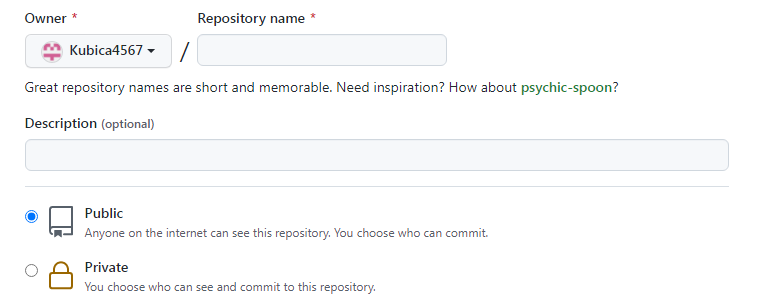 Owner * Repository name *
Kubica4567 /
Great repository names are short and memorable. Need inspiration? How about psychic-spoon?
Description (optional)
Public
Anyone on the internet can see this repository. You choose who can commit.
Private
You choose who can see and commit to this repository.